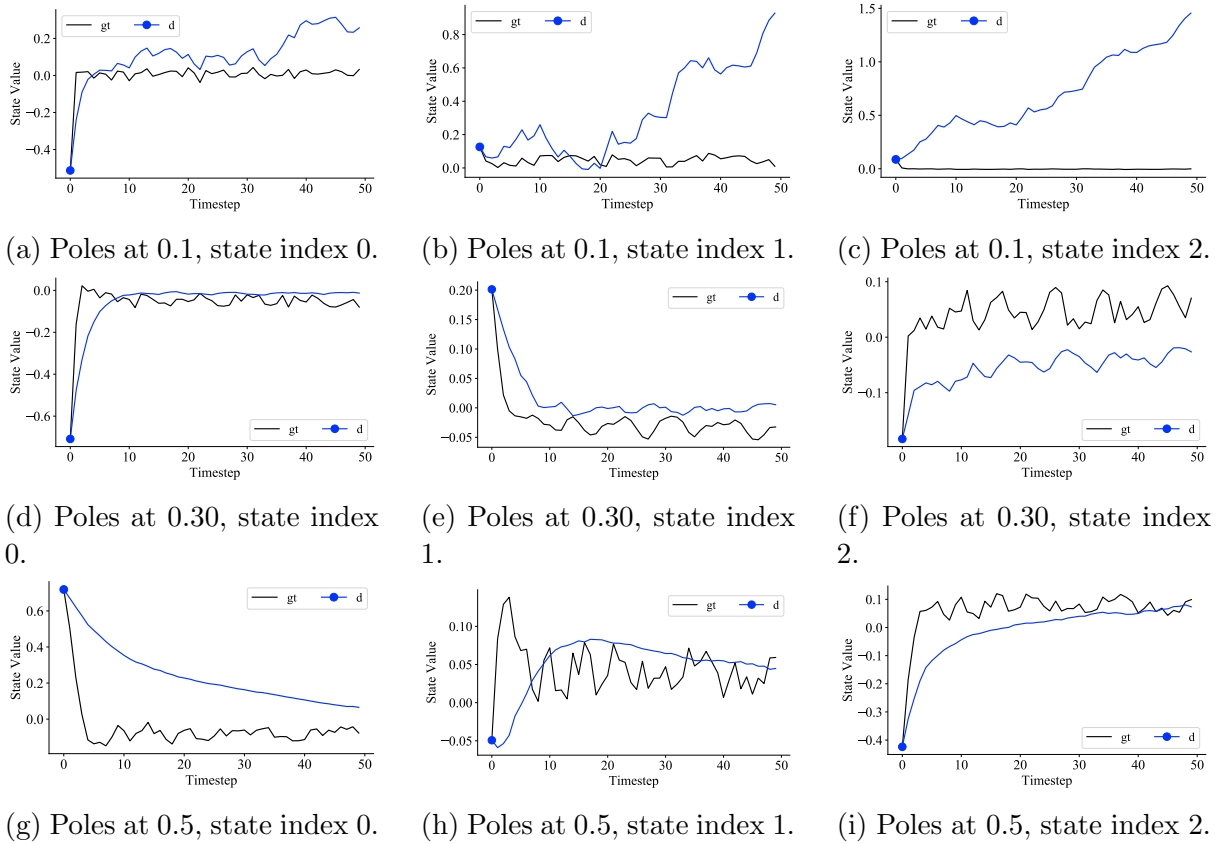 gt d
State Value
0.2
0.0
−0.2
−0.4
0 10 20 30 40 50
Timestep
gt d
State Value
0.8
0.6
0.4
0.2
0.0
0 10 20 30 40 50
Timestep
gt d
State Value
1.5
1.0
0.5
0.0
0 10 20 30 40 50
Timestep
(a) Poles at 0.1, state index 0.
(b) Poles at 0.1, state index 1.
(c) Poles at 0.1, state index 2.
State Value
0.0
−0.2
−0.4
−0.6
gt d
0 10 20 30 40 50
Timestep
gt d
State Value
0.20
0.15
0.10
0.05
0.00
−0.05
0 10 20 30 40 50
Timestep
State Value
0.1
0.0
−0.1
gt d
0 10 20 30 40 50
Timestep
(d) Poles at 0.30, state index
0.
(e) Poles at 0.30, state index
1.
(f) Poles at 0.30, state index
2.
gt d
State Value
0.6
0.4
0.2
0.0
0 10 20 30 40 50
Timestep
gt d
State Value
0.10
0.05
0.00
−0.05
0 10 20 30 40 50
Timestep
State Value
0.1
0.0
−0.1
−0.2
−0.3
−0.4
gt d
0 10 20 30 40 50
Timestep
(g) Poles at 0.5, state index 0.
(h) Poles at 0.5, state index 1.
(i) Poles at 0.5, state index 2.